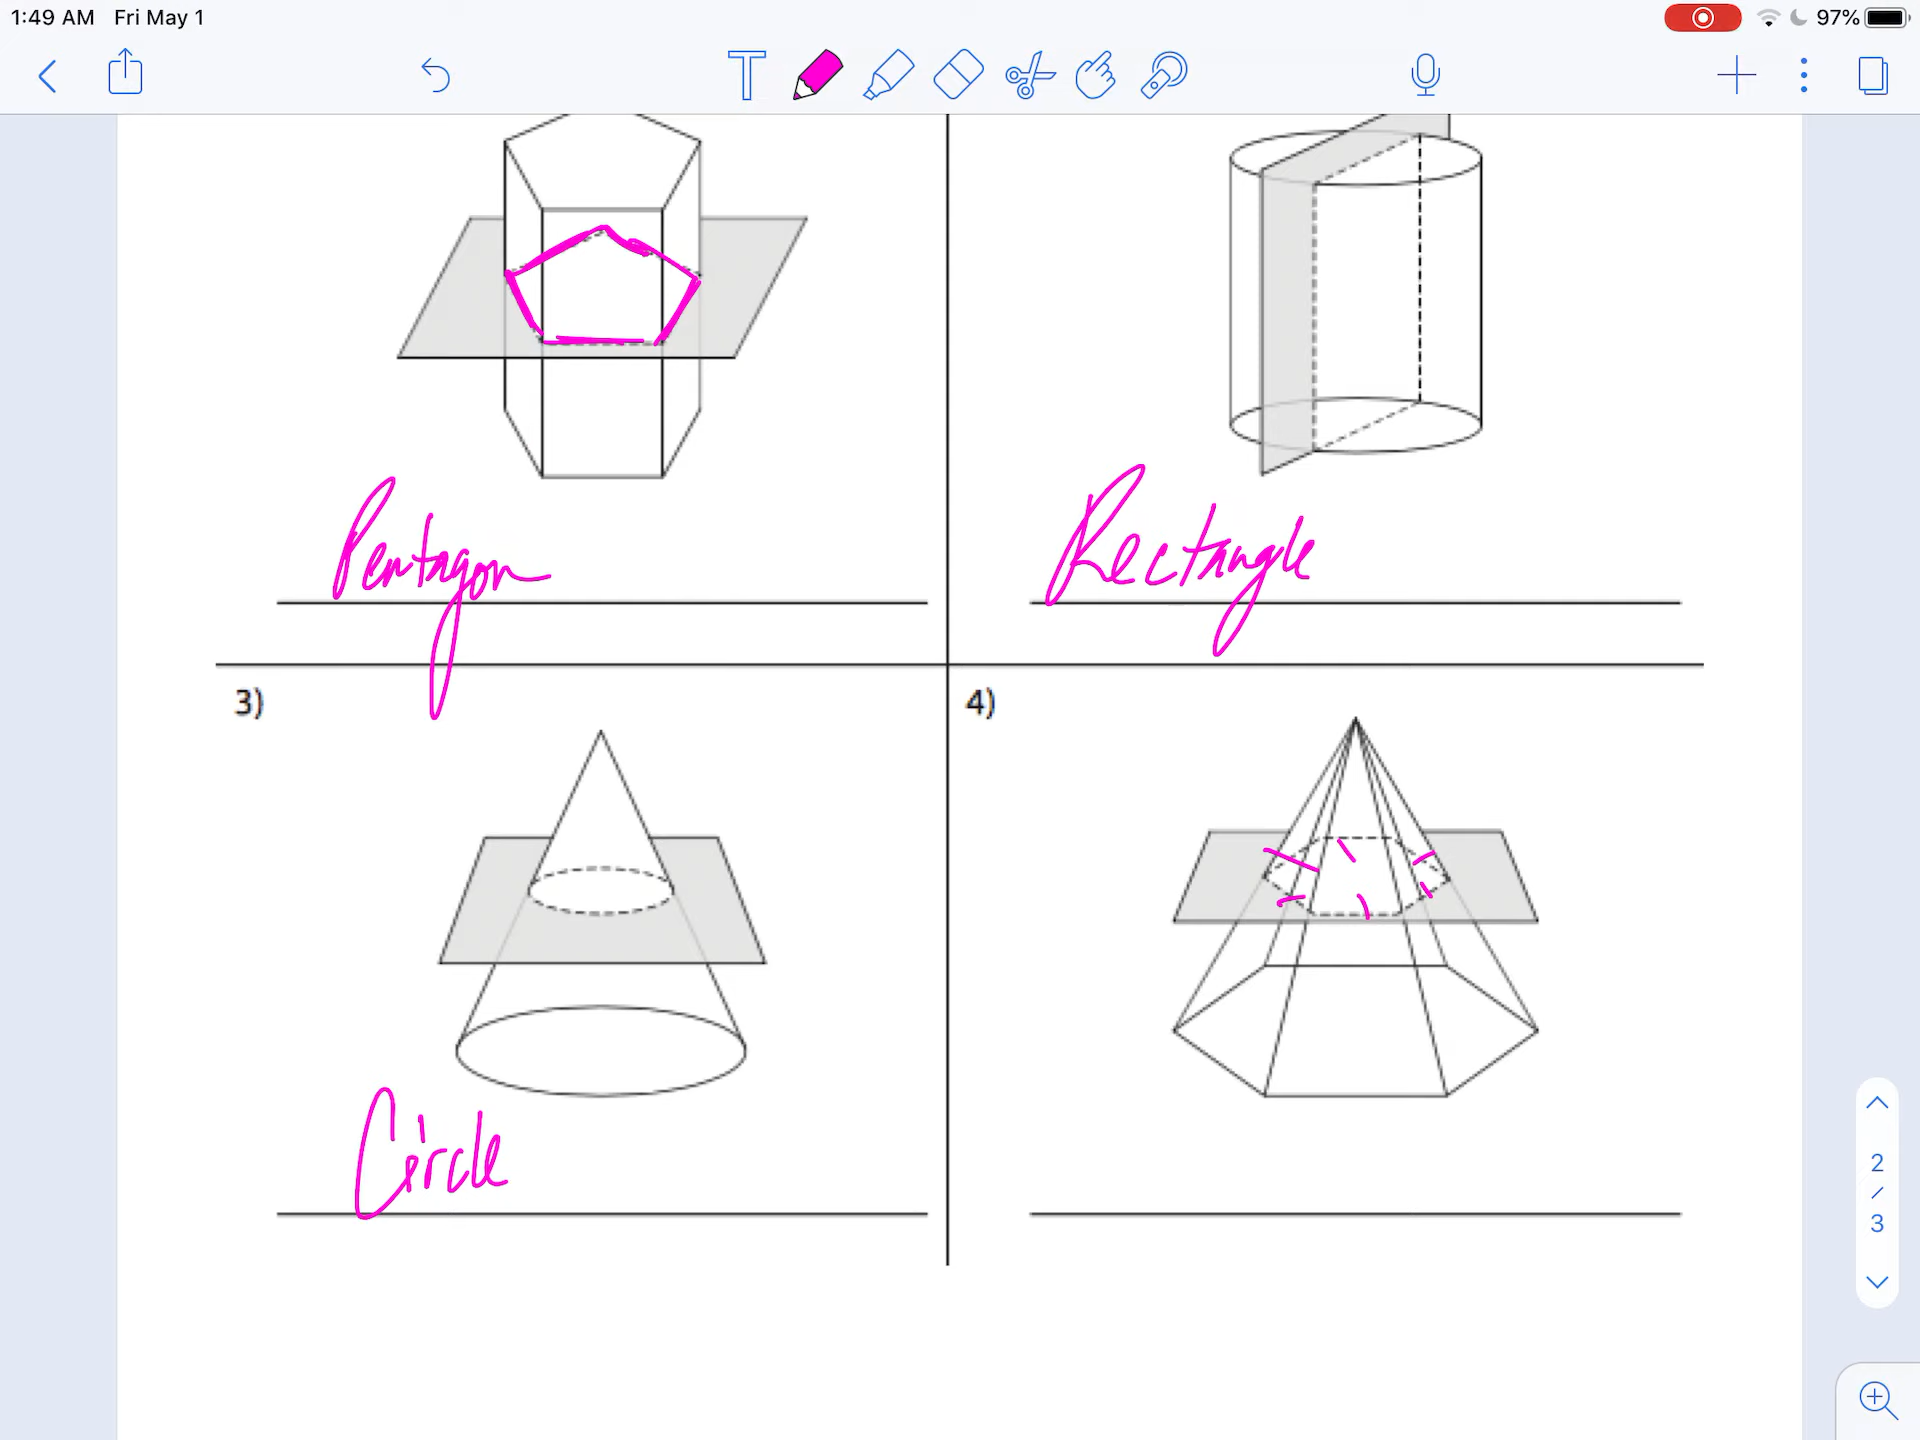 1:49 AM Fri May 1 97%
T
Pentagon Rectangle
3) 4)
Circle
2
/
3